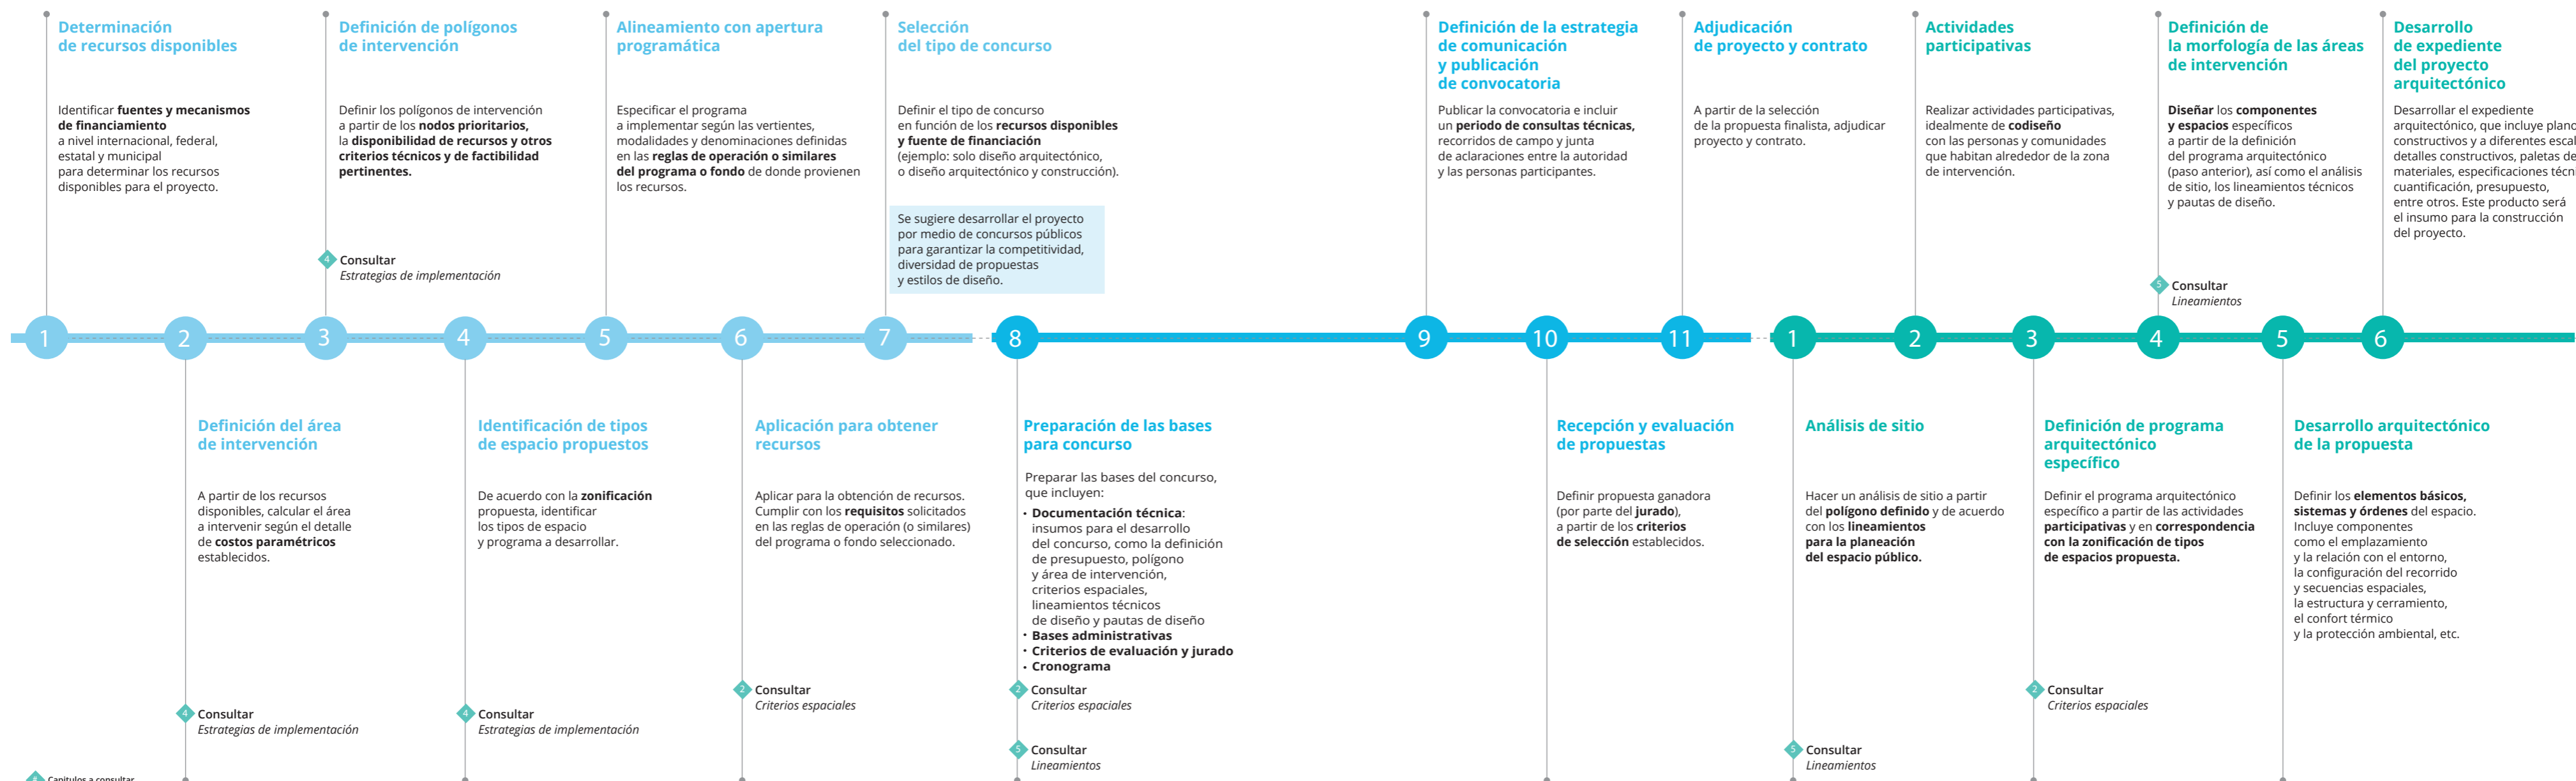 Determinación
de recursos disponibles
Identificar fuentes y mecanismos
de financiamiento
a nivel internacional, federal,
estatal y municipal
para determinar los recursos
disponibles para el proyecto.
Definición de polígonos
de intervención
Definir los polígonos de intervención
a partir de los nodos prioritarios,
la disponibilidad de recursos y otros
criterios técnicos y de factibilidad
pertinentes.
4 Consultar
Estrategias de implementación
Alineamiento con apertura
programática
Especificar el programa
a implementar según las vertientes,
modalidades y denominaciones definidas
en las reglas de operación o similares
del programa o fondo de donde provienen
los recursos.
Selección
del tipo de concurso
Definir el tipo de concurso
en función de los recursos disponibles
y fuente de financiación
(ejemplo: solo diseño arquitectónico,
o diseño arquitectónico y construcción).
Se sugiere desarrollar el proyecto
por medio de concursos públicos
para garantizar la competitividad,
diversidad de propuestas
y estilos de diseño.
Definición de la estrategia
de comunicación
y publicación
de convocatoria
Publicar la convocatoria e incluir
un periodo de consultas técnicas,
recorridos de campo y junta
de aclaraciones entre la autoridad
y las personas participantes.
Adjudicación
de proyecto y contrato
A partir de la selección
de la propuesta finalista, adjudicar
proyecto y contrato.
Actividades
participativas
Realizar actividades participativas,
idealmente de codiseño
con las personas y comunidades
que habitan alrededor de la zona
de intervención.
Definición de
la morfología de las áreas
de intervención
Diseñar los componentes
y espacios específicos
a partir de la definición
del programa arquitectónico
(paso anterior), así como el análisis
de sitio, los lineamientos técnicos
y pautas de diseño.
5 Consultar
Lineamientos
Desarrollo
de expediente
del proyecto
arquitectónico
Desarrollar el expediente
arquitectónico, que incluye plano
constructivos y a diferentes escal
detalles constructivos, paletas de
materiales, especificaciones técni
cuantificación, presupuesto,
entre otros. Este producto será
el insumo para la construcción
del proyecto.
1 2 3 4 5 6 7 8 9 10 11 1 2 3 4 5 6
Definición del área
de intervención
A partir de los recursos
disponibles, calcular el área
a intervenir según el detalle
de costos paramétricos
establecidos.
4 Consultar
Estrategias de implementación
Identificación de tipos
de espacio propuestos
De acuerdo con la zonificación
propuesta, identificar
los tipos de espacio
y programa a desarrollar.
4 Consultar
Estrategias de implementación
Aplicación para obtener
recursos
Aplicar para la obtención de recursos.
Cumplir con los requisitos solicitados
en las reglas de operación (o similares)
del programa o fondo seleccionado.
2 Consultar
Criterios espaciales
Preparación de las bases
para concurso
Preparar las bases del concurso,
que incluyen:
· Documentación técnica:
insumos para el desarrollo
del concurso, como la definición
de presupuesto, polígono
y área de intervención,
criterios espaciales,
lineamientos técnicos
de diseño y pautas de diseño
· Bases administrativas
· Criterios de evaluación y jurado
· Cronograma
2 Consultar
Criterios espaciales
5 Consultar
Lineamientos
Recepción y evaluación
de propuestas
Definir propuesta ganadora
(por parte del jurado),
a partir de los criterios
de selección establecidos.
Análisis de sitio
Hacer un análisis de sitio a partir
del polígono definido y de acuerdo
con los lineamientos
para la planeación
del espacio público.
5 Consultar
Lineamientos
Definición de programa
arquitectónico
específico
Definir el programa arquitectónico
específico a partir de las actividades
participativas y en correspondencia
con la zonificación de tipos
de espacios propuesta.
2 Consultar
Criterios espaciales
Desarrollo arquitectónico
de la propuesta
Definir los elementos básicos,
sistemas y órdenes del espacio.
Incluye componentes
como el emplazamiento
y la relación con el entorno,
la configuración del recorrido
y secuencias espaciales,
la estructura y cerramiento,
el confort térmico
y la protección ambiental, etc.
Capítulos a consultar